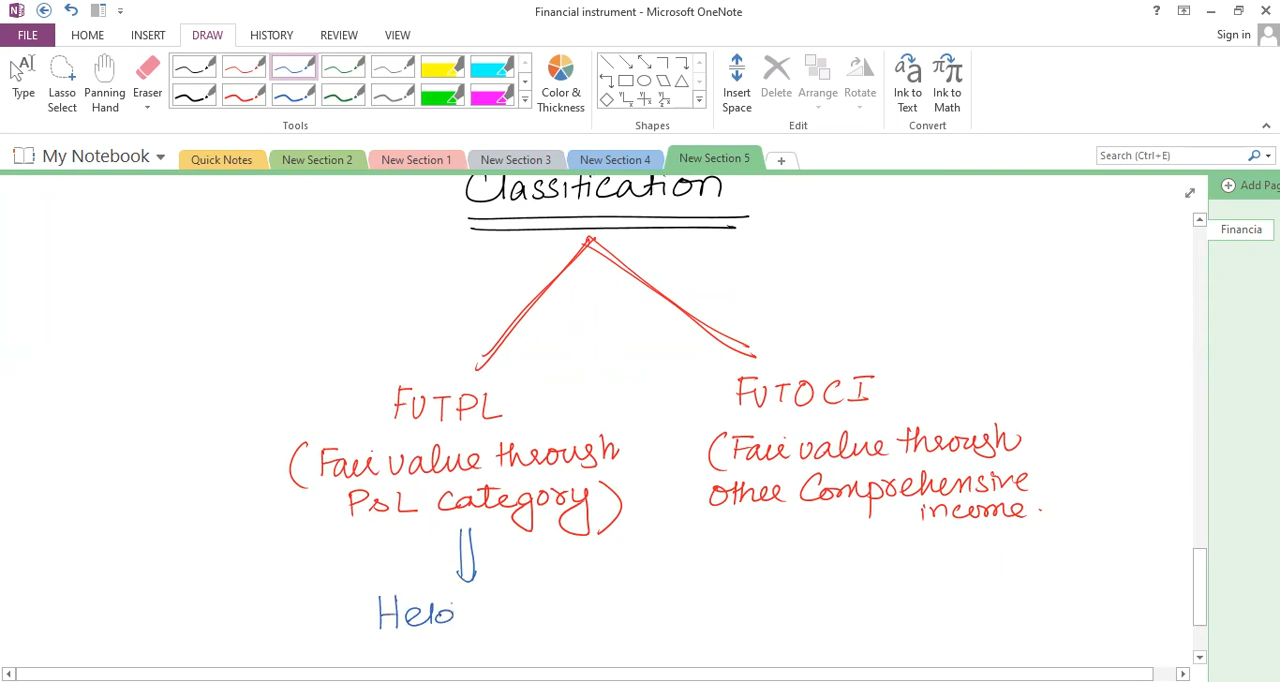 Financial instrument - Microsoft OneNote
?
FILE HOME INSERT DRAW HISTORY REVIEW VIEW
Sign in
Type
Lasso Select
Panning Hand
Eraser
Color & Thickness
Insert Space
Delete
Arrange
Rotate
Ink to Text
Ink to Math
Tools
Shapes
Edit
Convert
My Notebook
Quick Notes
New Section 2
New Section 1
New Section 3
New Section 4
New Section 5
Search (Ctrl+E)
Add Pag
Financia
Classification
FVTPL
(Fair value through
P&L category)
FVTOCI
(Fair value through
other Comprehensive
income.